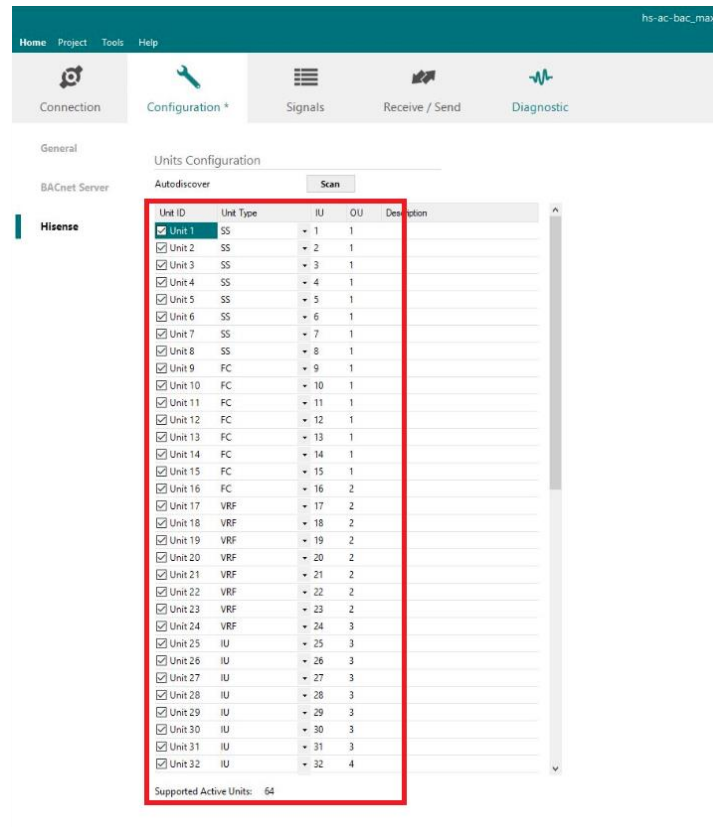 hs-ac-bac_max
Home Project Tools Help
Connection Configuration * Signals Receive / Send Diagnostic
General
BACnet Server
Hisense
Units Configuration
Autodiscover Scan
Unit ID Unit Type IU OU Description
Unit 1 SS 1 1
Unit 2 SS 2 1
Unit 3 SS 3 1
Unit 4 SS 4 1
Unit 5 SS 5 1
Unit 6 SS 6 1
Unit 7 SS 7 1
Unit 8 SS 8 1
Unit 9 FC 9 1
Unit 10 FC 10 1
Unit 11 FC 11 1
Unit 12 FC 12 1
Unit 13 FC 13 1
Unit 14 FC 14 1
Unit 15 FC 15 1
Unit 16 FC 16 2
Unit 17 VRF 17 2
Unit 18 VRF 18 2
Unit 19 VRF 19 2
Unit 20 VRF 20 2
Unit 21 VRF 21 2
Unit 22 VRF 22 2
Unit 23 VRF 23 2
Unit 24 VRF 24 3
Unit 25 IU 25 3
Unit 26 IU 26 3
Unit 27 IU 27 3
Unit 28 IU 28 3
Unit 29 IU 29 3
Unit 30 IU 30 3
Unit 31 IU 31 3
Unit 32 IU 32 4
Supported Active Units: 64